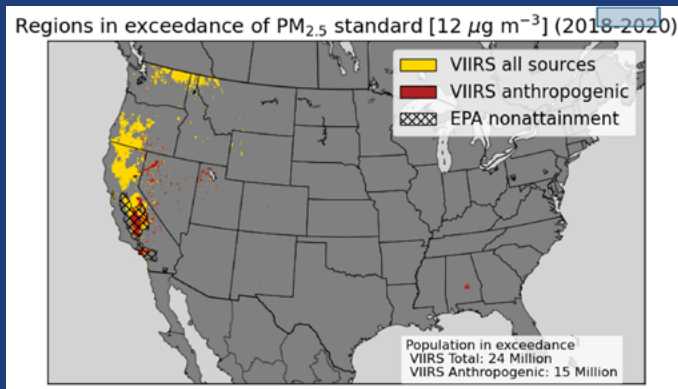 Regions in exceedance of PM₂.₅ standard [12 μg m⁻³] (2018-2020)
VIIRS all sources
VIIRS anthropogenic
EPA nonattainment
Population in exceedance
VIIRS Total: 24 Million
VIIRS Anthropogenic: 15 Million